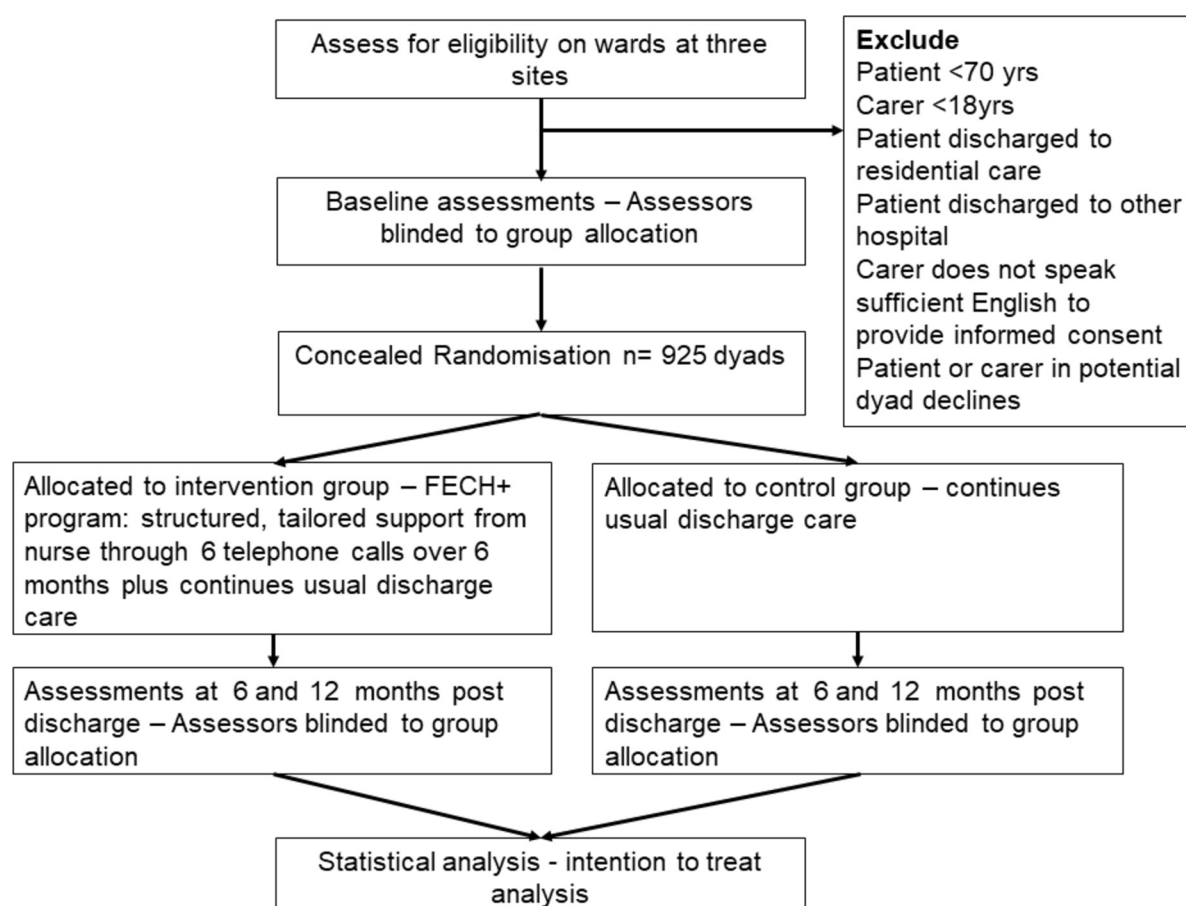 Assess for eligibility on wards at three
sites
Exclude
Patient <70 yrs
Carer <18yrs
Patient discharged to
residential care
Patient discharged to other
hospital
Carer does not speak
sufficient English to
provide informed consent
Patient or carer in potential
dyad declines
Baseline assessments – Assessors
blinded to group allocation
Concealed Randomisation n= 925 dyads
Allocated to intervention group – FECH+
program: structured, tailored support from
nurse through 6 telephone calls over 6
months plus continues usual discharge
care
Allocated to control group – continues
usual discharge care
Assessments at 6 and 12 months post
discharge – Assessors blinded to group
allocation
Assessments at 6 and 12 months post
discharge – Assessors blinded to group
allocation
Statistical analysis - intention to treat
analysis